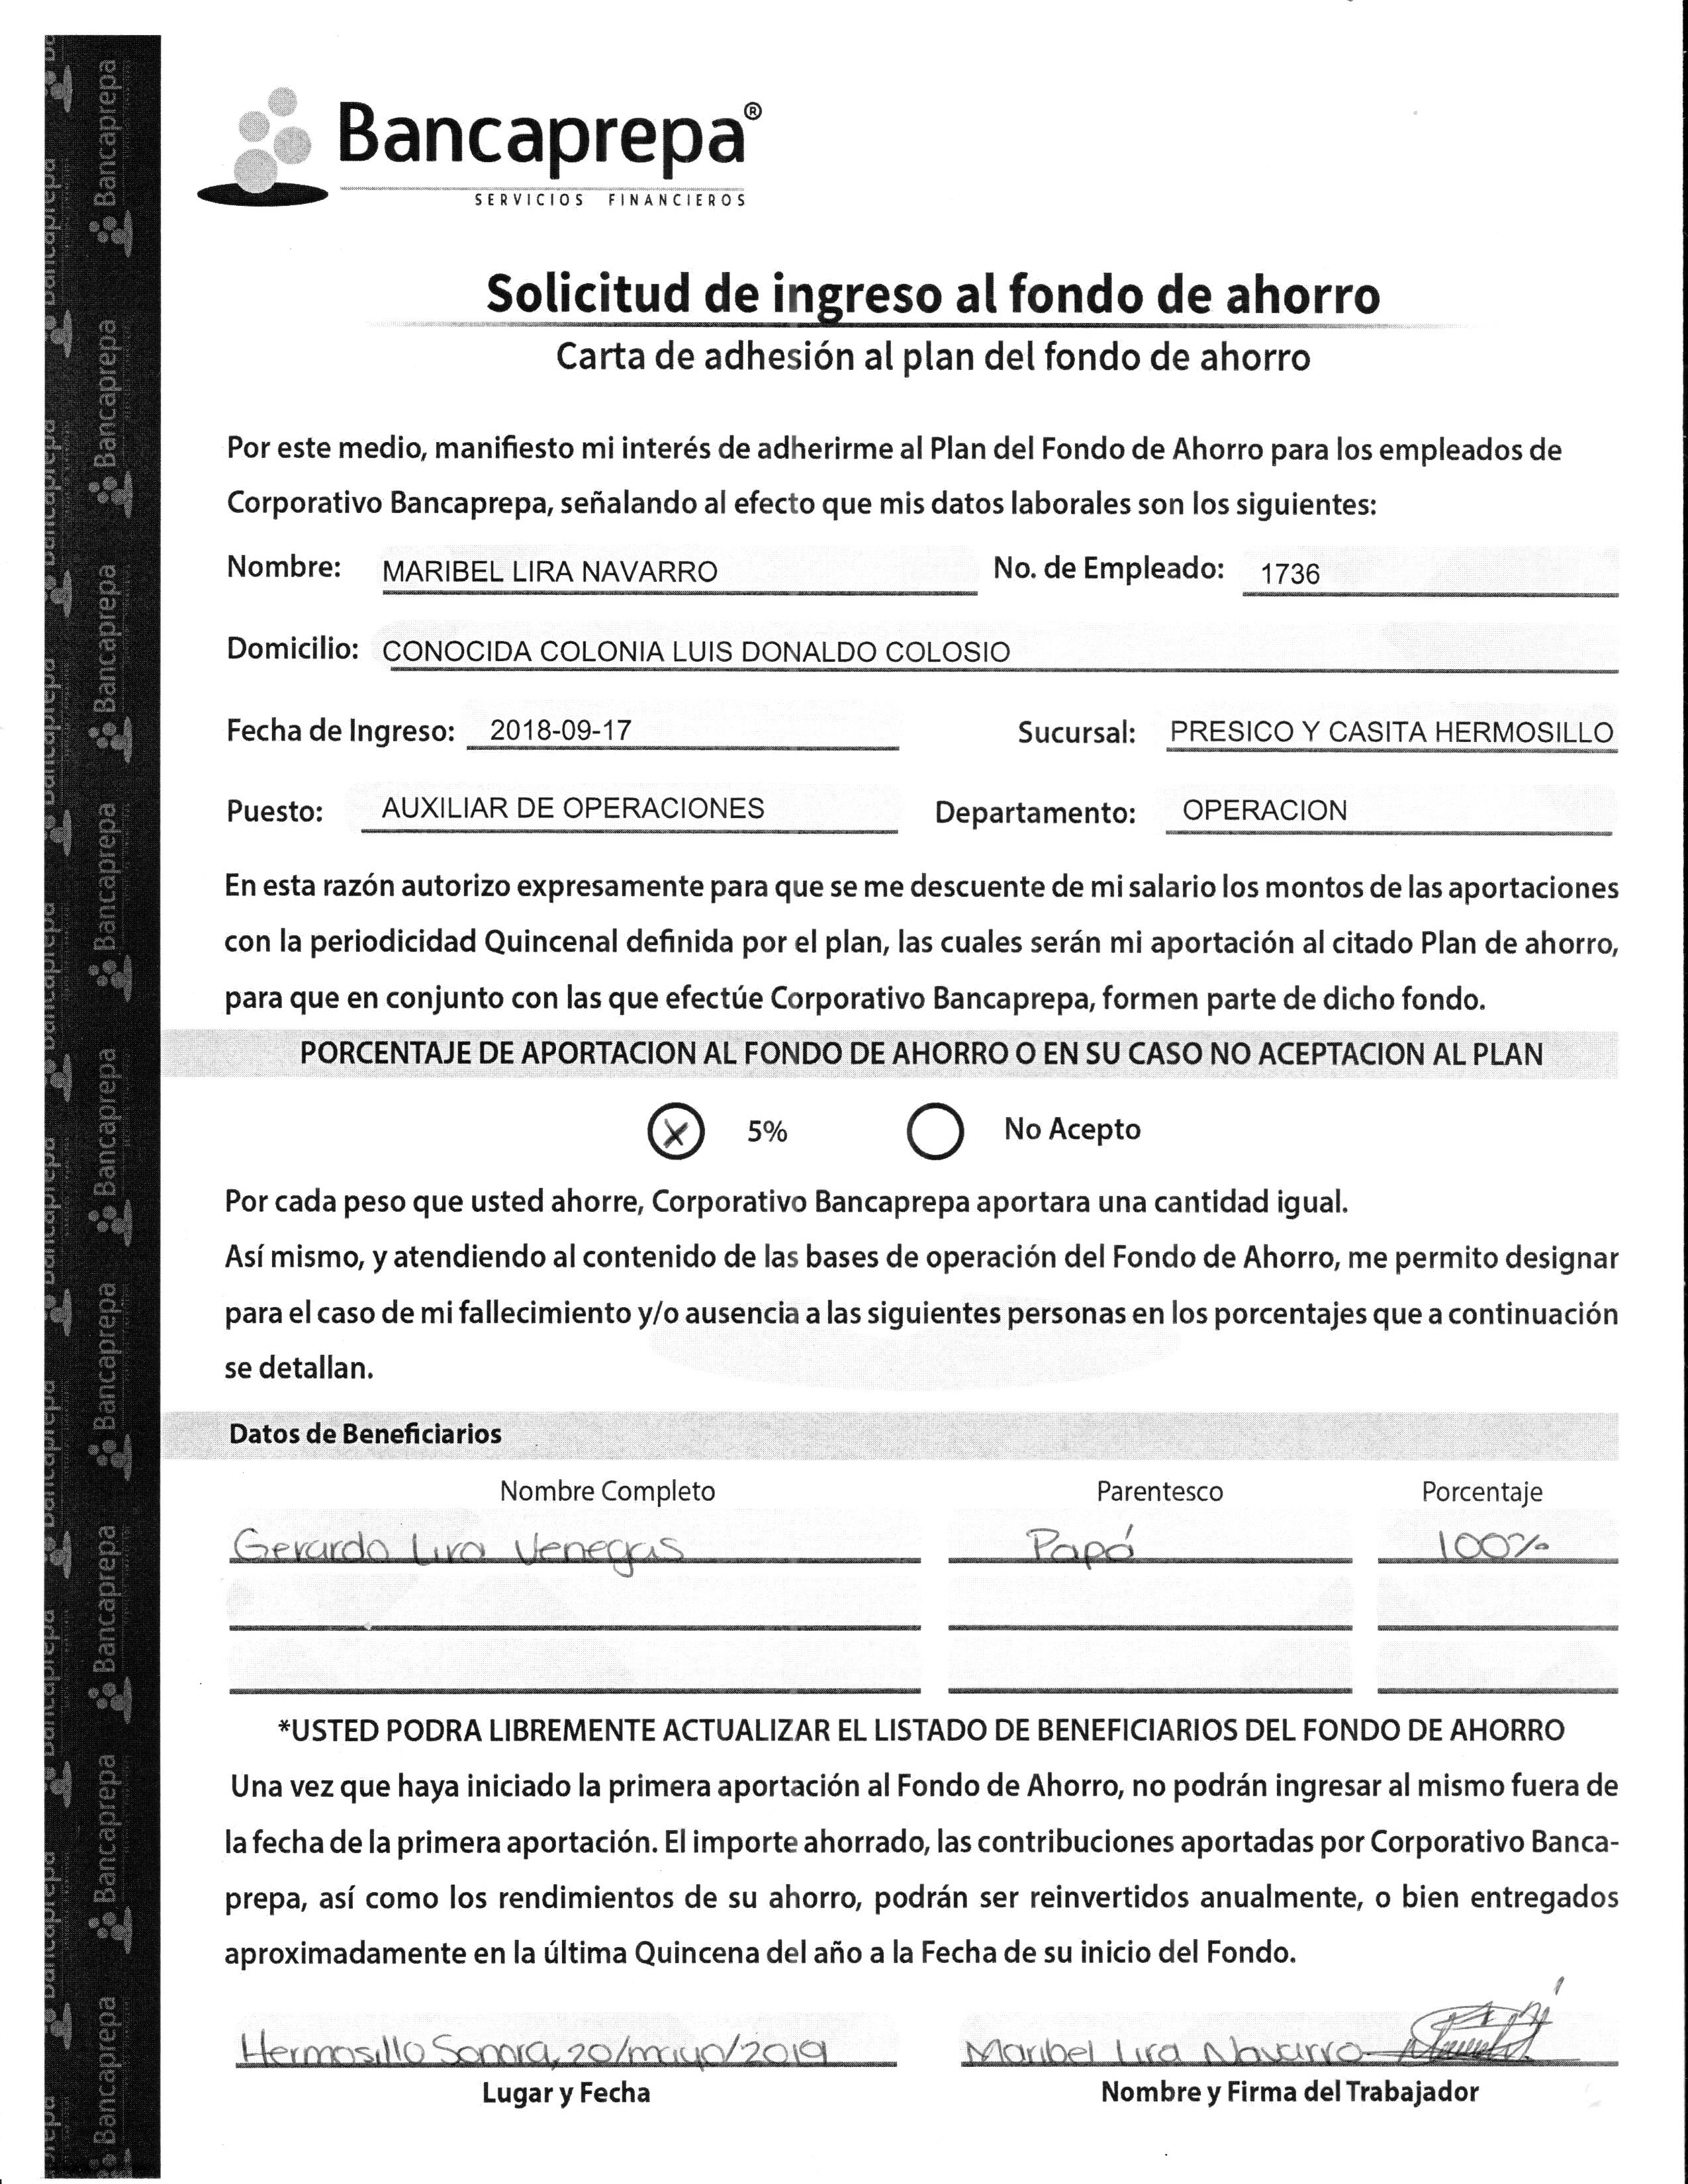 Bancaprepa®
SERVICIOS FINANCIEROS
Solicitud de ingreso al fondo de ahorro
Carta de adhesión al plan del fondo de ahorro
Por este medio, manifiesto mi interés de adherirme al Plan del Fondo de Ahorro para los empleados de
Corporativo Bancaprepa, señalando al efecto que mis datos laborales son los siguientes:
Nombre: MARIBEL LIRA NAVARRO No. de Empleado: 1736
Domicilio: CONOCIDA COLONIA LUIS DONALDO COLOSIO
Fecha de Ingreso: 2018-09-17 Sucursal: PRESICO Y CASITA HERMOSILLO
Puesto: AUXILIAR DE OPERACIONES Departamento: OPERACION
En esta razón autorizo expresamente para que se me descuente de mi salario los montos de las aportaciones
con la periodicidad Quincenal definida por el plan, las cuales serán mi aportación al citado Plan de ahorro,
para que en conjunto con las que efectúe Corporativo Bancaprepa, formen parte de dicho fondo.
PORCENTAJE DE APORTACION AL FONDO DE AHORRO O EN SU CASO NO ACEPTACION AL PLAN
X 5% No Acepto
Por cada peso que usted ahorre, Corporativo Bancaprepa aportara una cantidad igual.
Así mismo, y atendiendo al contenido de las bases de operación del Fondo de Ahorro, me permito designar
para el caso de mi fallecimiento y/o ausencia a las siguientes personas en los porcentajes que a continuación
se detallan.
Datos de Beneficiarios
Nombre Completo Parentesco Porcentaje
Gerardo Lira Venegas Papá 100%
*USTED PODRA LIBREMENTE ACTUALIZAR EL LISTADO DE BENEFICIARIOS DEL FONDO DE AHORRO
Una vez que haya iniciado la primera aportación al Fondo de Ahorro, no podrán ingresar al mismo fuera de
la fecha de la primera aportación. El importe ahorrado, las contribuciones aportadas por Corporativo Banca-
prepa, así como los rendimientos de su ahorro, podrán ser reinvertidos anualmente, o bien entregados
aproximadamente en la última Quincena del año a la Fecha de su inicio del Fondo.
Hermosillo Sonora, 20/mayo/2019 Maribel Lira Navarro
Lugar y Fecha Nombre y Firma del Trabajador